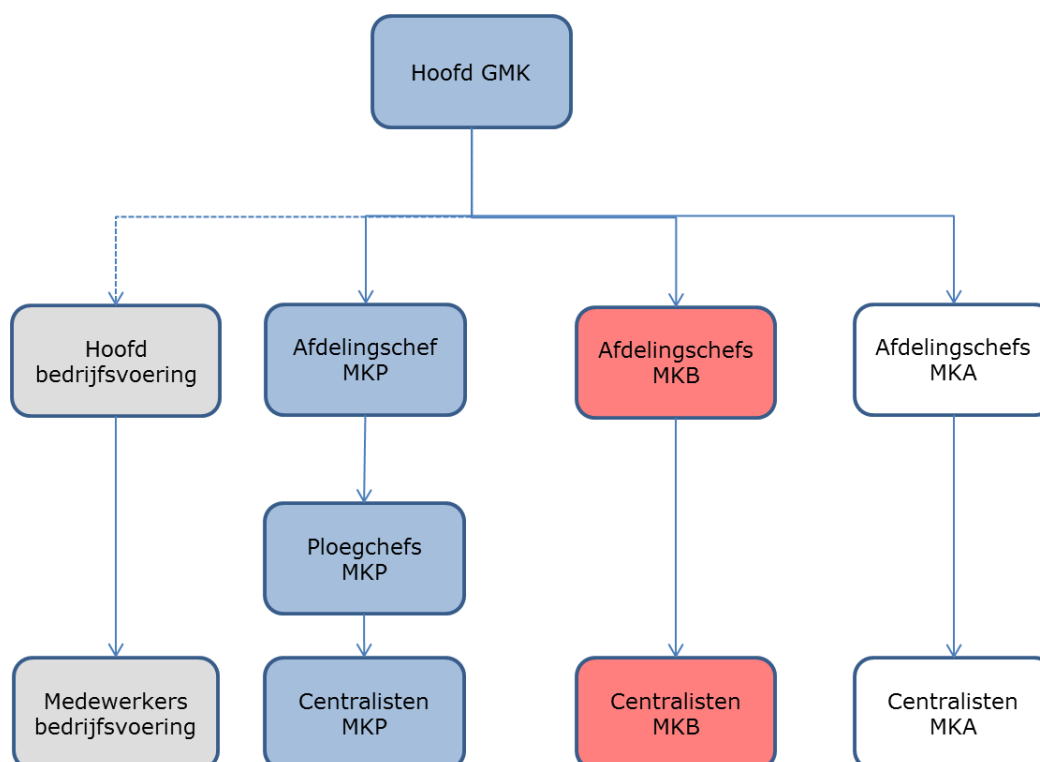 Hoofd GMK
Hoofd
bedrijfsvoering
Afdelingschef
MKP
Afdelingschefs
MKB
Afdelingschefs
MKA
Ploegchefs
MKP
Medewerkers
bedrijfsvoering
Centralisten
MKP
Centralisten
MKB
Centralisten
MKA